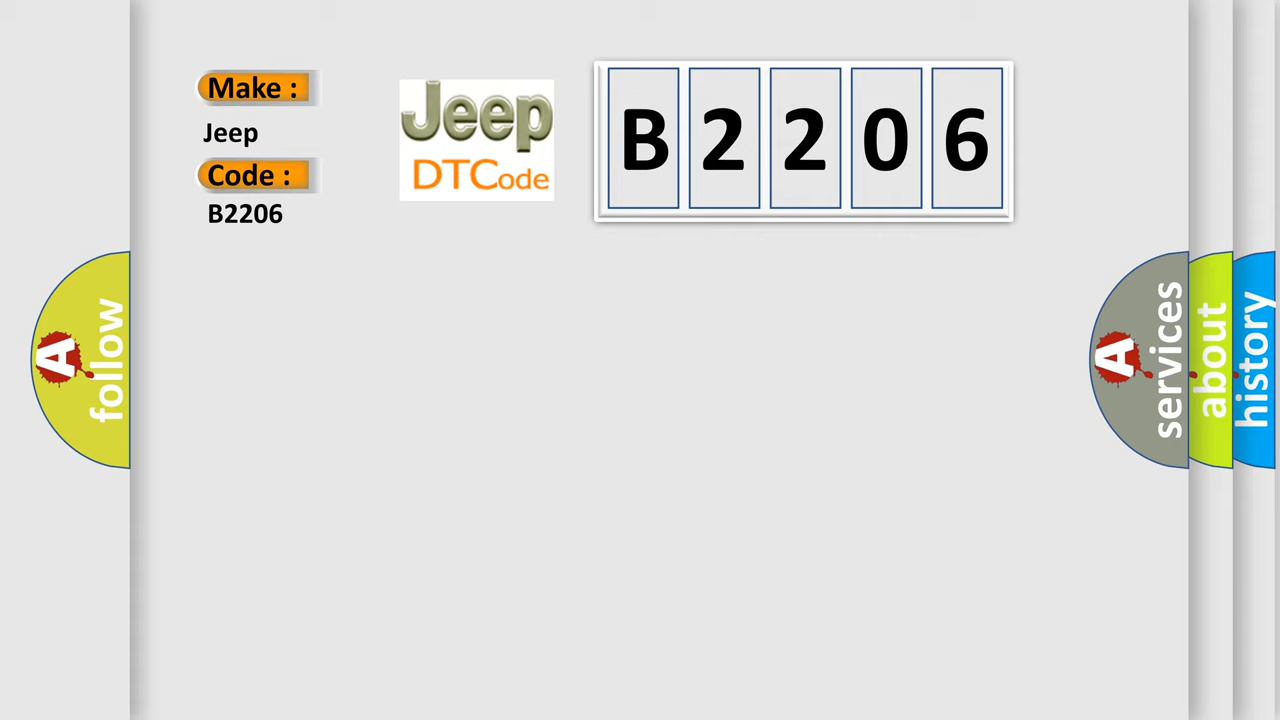 Make :
Jeep
Code :
B2206
Jeep
DTCode
B 2 2 0 6
A follow
A services
about
history